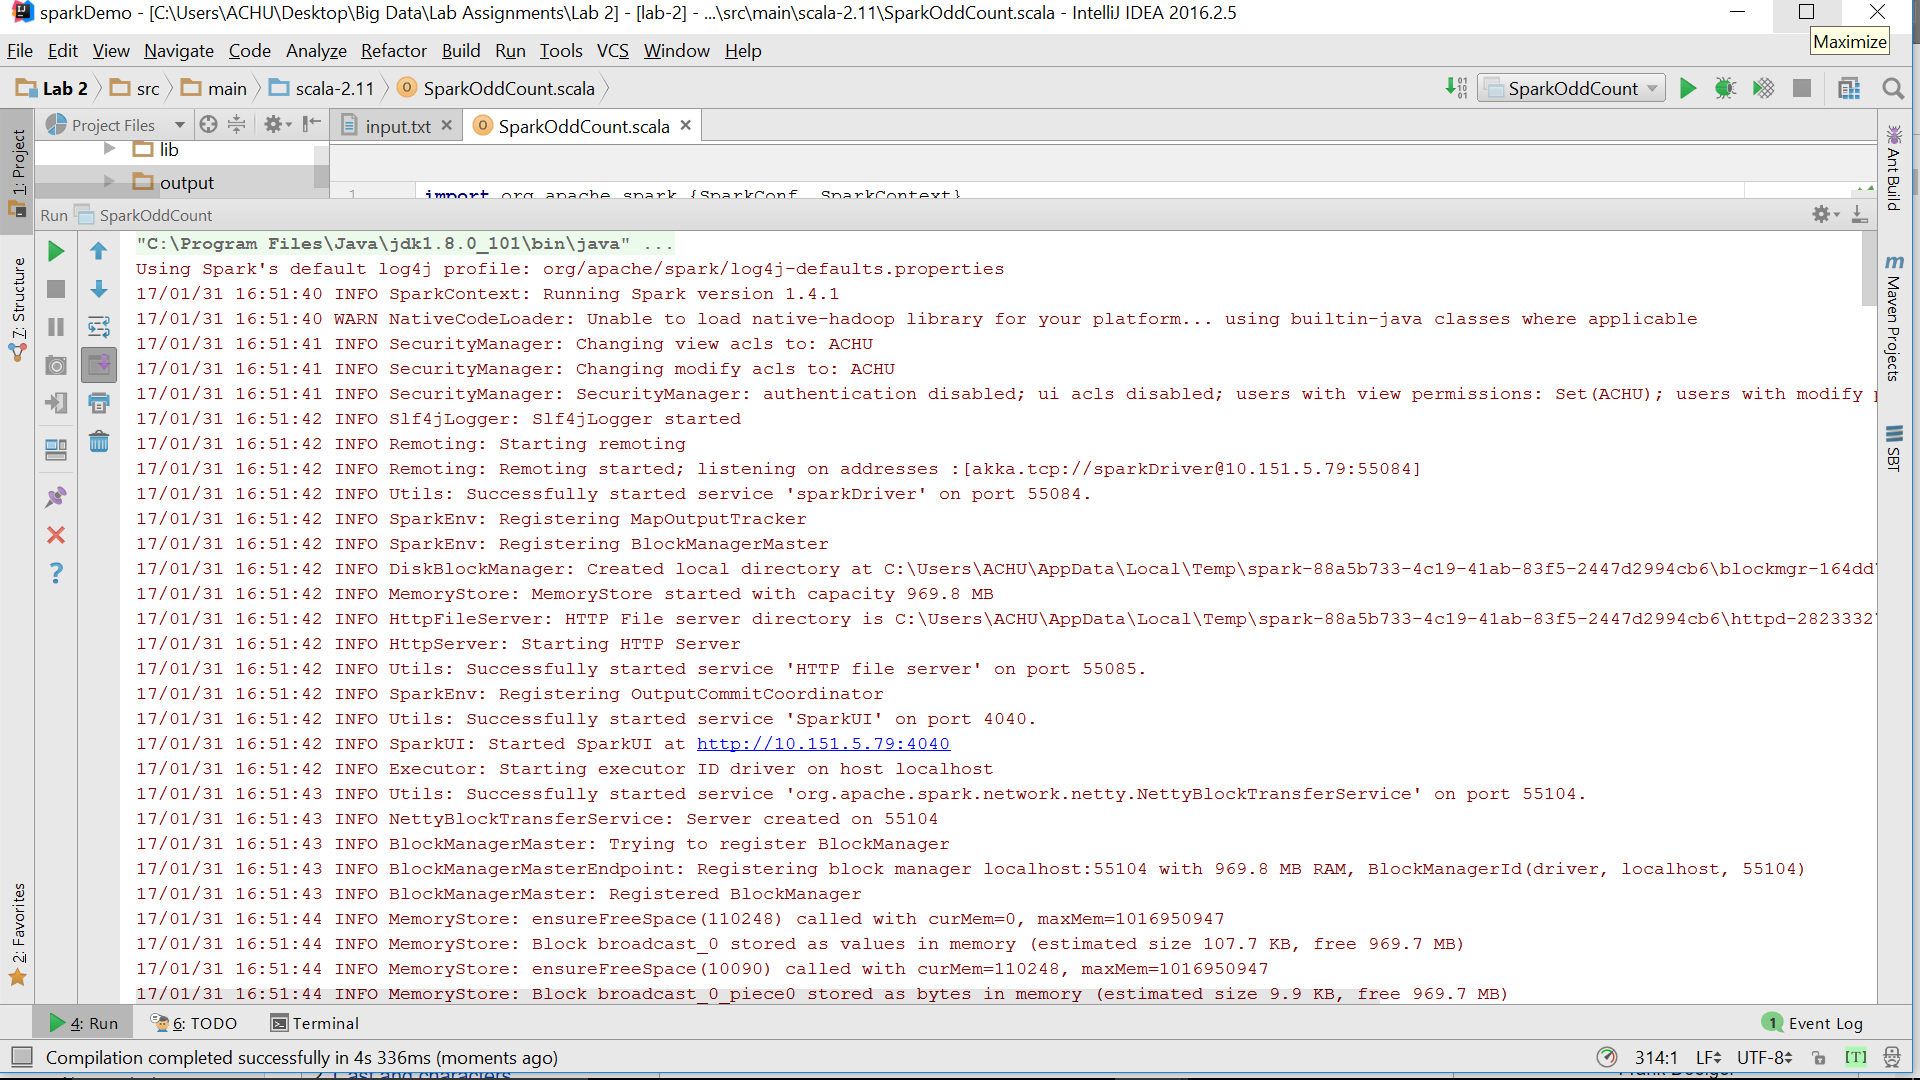 sparkDemo - [C:\Users\ACHU\Desktop\Big Data\Lab Assignments\Lab 2] - [lab-2] - ...\src\main\scala-2.11\SparkOddCount.scala - IntelliJ IDEA 2016.2.5
Maximize
File Edit View Navigate Code Analyze Refactor Build Run Tools VCS Window Help
Lab 2 src main scala-2.11 SparkOddCount.scala SparkOddCount
Project Files input.txt SparkOddCount.scala
lib
output
1 import org.apache.spark.{SparkConf, SparkContext}
Run SparkOddCount
1: Project
Z: Structure
2: Favorites
Ant Build
Maven Projects
SBT
"C:\Program Files\Java\jdk1.8.0_101\bin\java" ...
Using Spark's default log4j profile: org/apache/spark/log4j-defaults.properties
17/01/31 16:51:40 INFO SparkContext: Running Spark version 1.4.1
17/01/31 16:51:40 WARN NativeCodeLoader: Unable to load native-hadoop library for your platform... using builtin-java classes where applicable
17/01/31 16:51:41 INFO SecurityManager: Changing view acls to: ACHU
17/01/31 16:51:41 INFO SecurityManager: Changing modify acls to: ACHU
17/01/31 16:51:41 INFO SecurityManager: SecurityManager: authentication disabled; ui acls disabled; users with view permissions: Set(ACHU); users with modify
17/01/31 16:51:42 INFO Slf4jLogger: Slf4jLogger started
17/01/31 16:51:42 INFO Remoting: Starting remoting
17/01/31 16:51:42 INFO Remoting: Remoting started; listening on addresses :[akka.tcp://sparkDriver@10.151.5.79:55084]
17/01/31 16:51:42 INFO Utils: Successfully started service 'sparkDriver' on port 55084.
17/01/31 16:51:42 INFO SparkEnv: Registering MapOutputTracker
17/01/31 16:51:42 INFO SparkEnv: Registering BlockManagerMaster
17/01/31 16:51:42 INFO DiskBlockManager: Created local directory at C:\Users\ACHU\AppData\Local\Temp\spark-88a5b733-4c19-41ab-83f5-2447d2994cb6\blockmgr-164dd
17/01/31 16:51:42 INFO MemoryStore: MemoryStore started with capacity 969.8 MB
17/01/31 16:51:42 INFO HttpFileServer: HTTP File server directory is C:\Users\ACHU\AppData\Local\Temp\spark-88a5b733-4c19-41ab-83f5-2447d2994cb6\httpd-2823332
17/01/31 16:51:42 INFO HttpServer: Starting HTTP Server
17/01/31 16:51:42 INFO Utils: Successfully started service 'HTTP file server' on port 55085.
17/01/31 16:51:42 INFO SparkEnv: Registering OutputCommitCoordinator
17/01/31 16:51:42 INFO Utils: Successfully started service 'SparkUI' on port 4040.
17/01/31 16:51:42 INFO SparkUI: Started SparkUI at http://10.151.5.79:4040
17/01/31 16:51:42 INFO Executor: Starting executor ID driver on host localhost
17/01/31 16:51:43 INFO Utils: Successfully started service 'org.apache.spark.network.netty.NettyBlockTransferService' on port 55104.
17/01/31 16:51:43 INFO NettyBlockTransferService: Server created on 55104
17/01/31 16:51:43 INFO BlockManagerMaster: Trying to register BlockManager
17/01/31 16:51:43 INFO BlockManagerMasterEndpoint: Registering block manager localhost:55104 with 969.8 MB RAM, BlockManagerId(driver, localhost, 55104)
17/01/31 16:51:43 INFO BlockManagerMaster: Registered BlockManager
17/01/31 16:51:44 INFO MemoryStore: ensureFreeSpace(110248) called with curMem=0, maxMem=1016950947
17/01/31 16:51:44 INFO MemoryStore: Block broadcast_0 stored as values in memory (estimated size 107.7 KB, free 969.7 MB)
17/01/31 16:51:44 INFO MemoryStore: ensureFreeSpace(10090) called with curMem=110248, maxMem=1016950947
17/01/31 16:51:44 INFO MemoryStore: Block broadcast_0_piece0 stored as bytes in memory (estimated size 9.9 KB, free 969.7 MB)
4: Run 6: TODO Terminal 1 Event Log
Compilation completed successfully in 4s 336ms (moments ago) 314:1 LF UTF-8 [T]